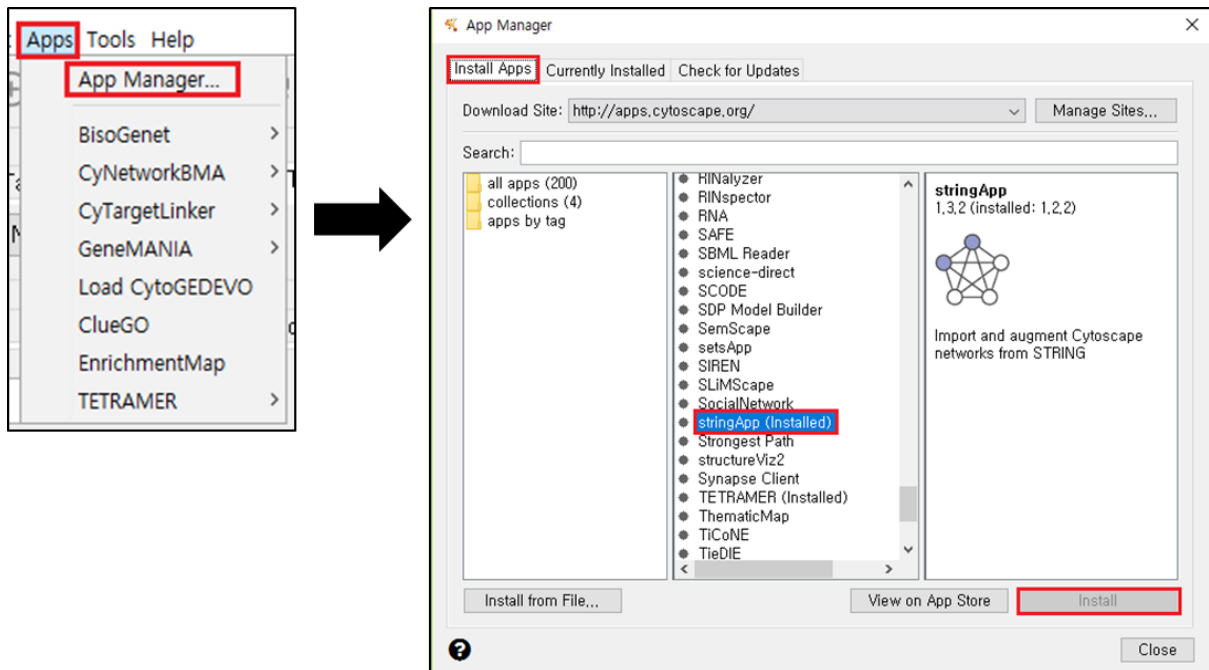 Apps Tools Help
App Manager...
BisoGenet
CyNetworkBMA
CyTargetLinker
GeneMANIA
Load CytoGEDEVO
ClueGO
EnrichmentMap
TETRAMER
App Manager
Install Apps Currently Installed Check for Updates
Download Site: http://apps.cytoscape.org/ Manage Sites...
Search:
all apps (200)
collections (4)
apps by tag
RINalyzer
RINspector
RNA
SAFE
SBML Reader
science-direct
SCODE
SDP Model Builder
SemScape
setsApp
SIREN
SLiMScape
SocialNetwork
stringApp (Installed)
Strongest Path
structureViz2
Synapse Client
TETRAMER (Installed)
ThematicMap
TiCoNE
TieDIE
stringApp
1.3.2 (installed: 1.2.2)
Import and augment Cytoscape
networks from STRING
Install from File... View on App Store Install
Close